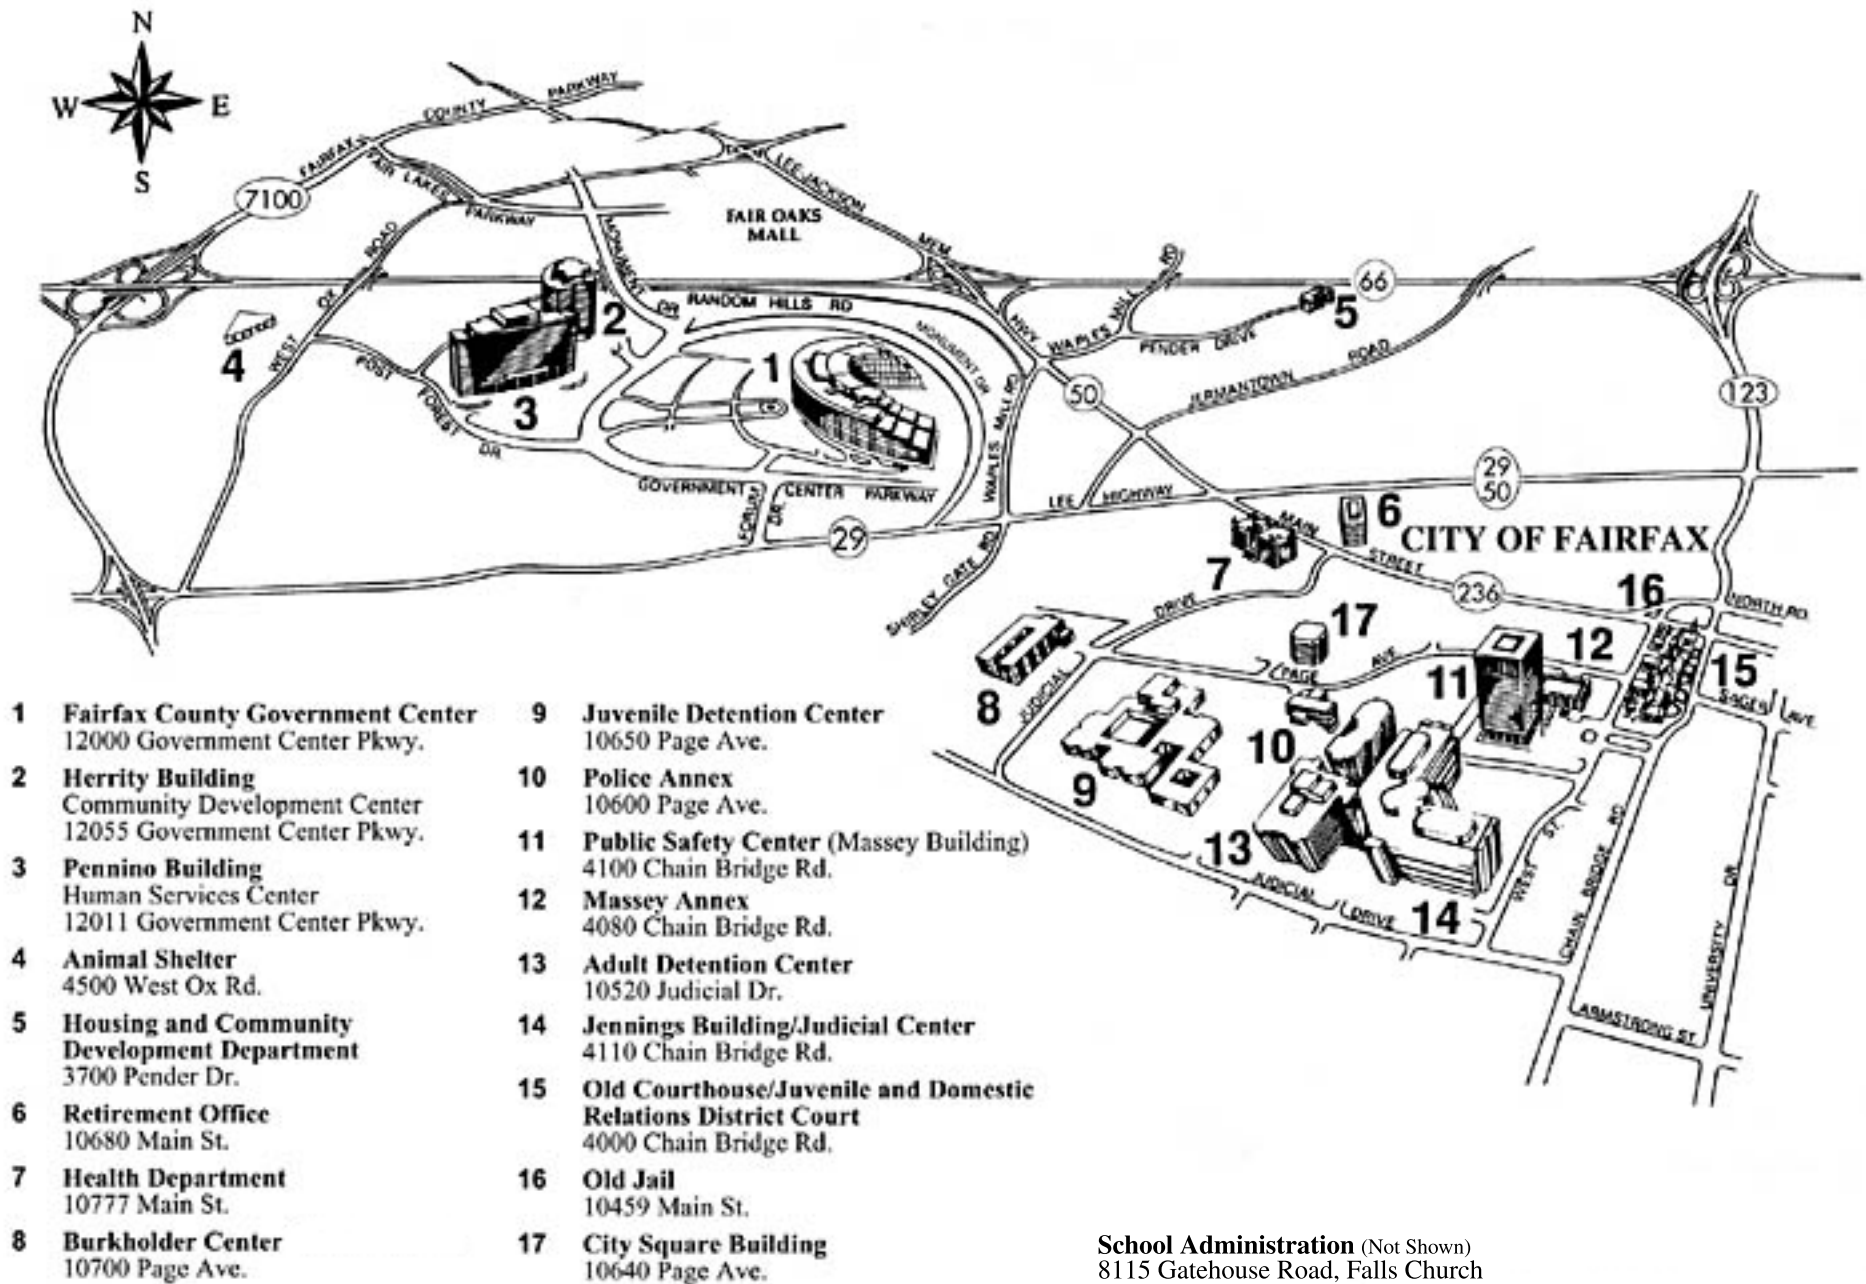 N
W E
S
FAIRFAX COUNTY PARKWAY
7100
FAIR LAKES PARKWAY
LEE-JACKSON MEM HWY
FAIR OAKS
MALL
WEST OX ROAD
MONUMENT DR
RANDOM HILLS RD
MONUMENT DR
WAPLES MILL RD
66
5
PENDER DRIVE
2
4
1
3
POST FOREST DR
WAPLES MILL RD
50
JERMANTOWN ROAD
123
GOVERNMENT CENTER PARKWAY
FORUM DR.
29
LEE HIGHWAY
29
50
SHIRLEY GATE RD
6
CITY OF FAIRFAX
MAIN STREET
7
236
16
NORTH RD.
DRIVE
17
12
15
8
JUDICIAL
PAGE AVE
11
SAGER AVE
9
10
13
JUDICIAL DRIVE
14
WEST ST.
CHAIN BRIDGE RD
UNIVERSITY DR
ARMSTRONG ST
1 Fairfax County Government Center
12000 Government Center Pkwy.
2 Herrity Building
Community Development Center
12055 Government Center Pkwy.
3 Pennino Building
Human Services Center
12011 Government Center Pkwy.
4 Animal Shelter
4500 West Ox Rd.
5 Housing and Community
Development Department
3700 Pender Dr.
6 Retirement Office
10680 Main St.
7 Health Department
10777 Main St.
8 Burkholder Center
10700 Page Ave.
9 Juvenile Detention Center
10650 Page Ave.
10 Police Annex
10600 Page Ave.
11 Public Safety Center (Massey Building)
4100 Chain Bridge Rd.
12 Massey Annex
4080 Chain Bridge Rd.
13 Adult Detention Center
10520 Judicial Dr.
14 Jennings Building/Judicial Center
4110 Chain Bridge Rd.
15 Old Courthouse/Juvenile and Domestic
Relations District Court
4000 Chain Bridge Rd.
16 Old Jail
10459 Main St.
17 City Square Building
10640 Page Ave.
School Administration (Not Shown)
8115 Gatehouse Road, Falls Church